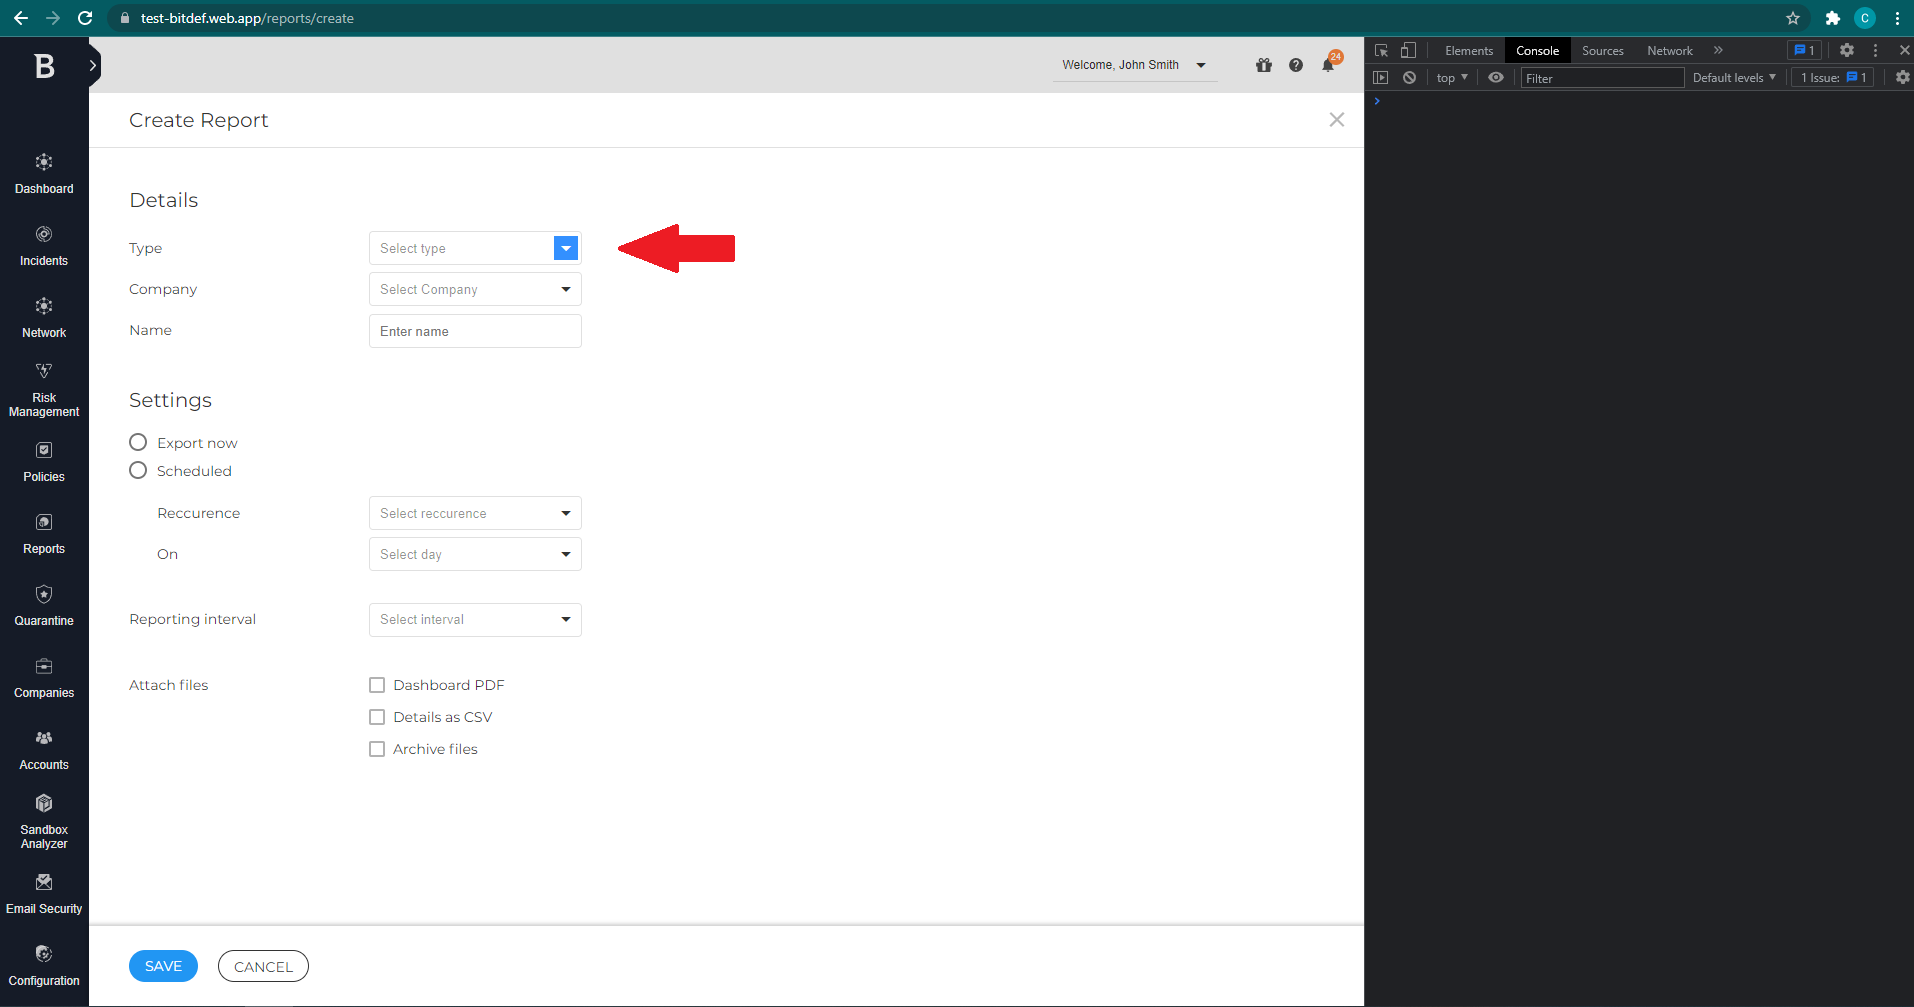 test-bitdef.web.app/reports/create
C
B
Welcome, John Smith
24
Elements Console Sources Network » 1
top Filter Default levels 1 Issue: 1
Create Report
Dashboard
Incidents
Network
Risk
Management
Policies
Reports
Quarantine
Companies
Accounts
Sandbox
Analyzer
Email Security
Configuration
Details
Type Select type
Company Select Company
Name Enter name
Settings
Export now
Scheduled
Reccurence Select reccurence
On Select day
Reporting interval Select interval
Attach files Dashboard PDF
Details as CSV
Archive files
SAVE CANCEL